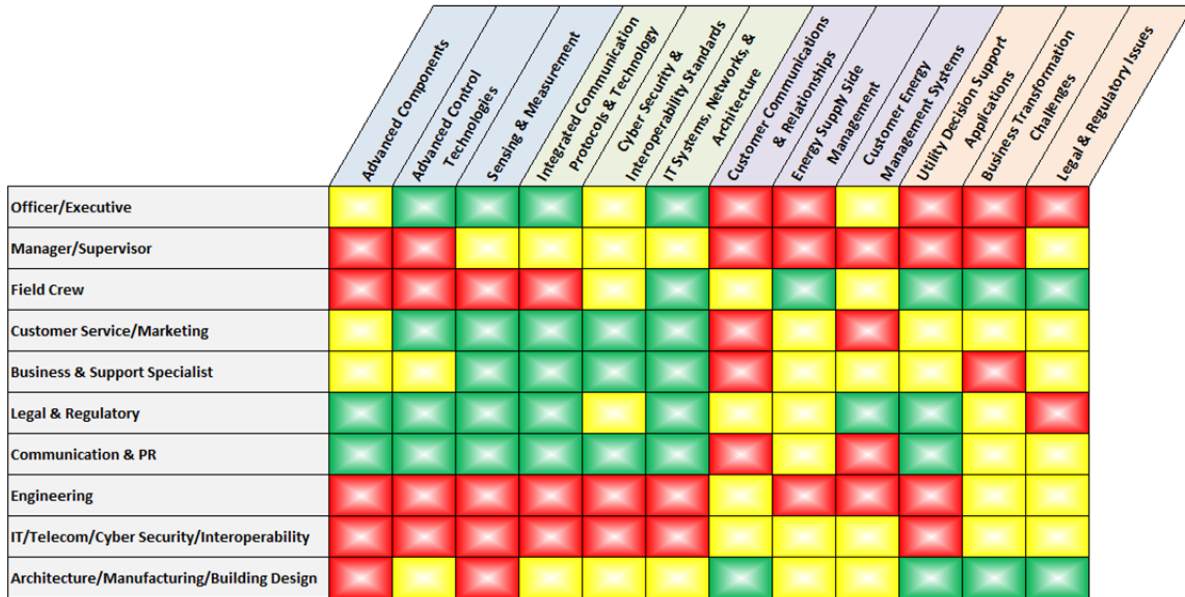 Advanced Components
Advanced Control
Technologies
Sensing & Measurement
Integrated Communication
Protocols & Technology
Cyber Security &
Interoperability Standards
IT Systems, Networks, &
Architecture
Customer Communications
& Relationships
Energy Supply Side
Management
Customer Energy
Management Systems
Utility Decision Support
Applications
Business Transformation
Challenges
Legal & Regulatory Issues
Officer/Executive
Manager/Supervisor
Field Crew
Customer Service/Marketing
Business & Support Specialist
Legal & Regulatory
Communication & PR
Engineering
IT/Telecom/Cyber Security/Interoperability
Architecture/Manufacturing/Building Design